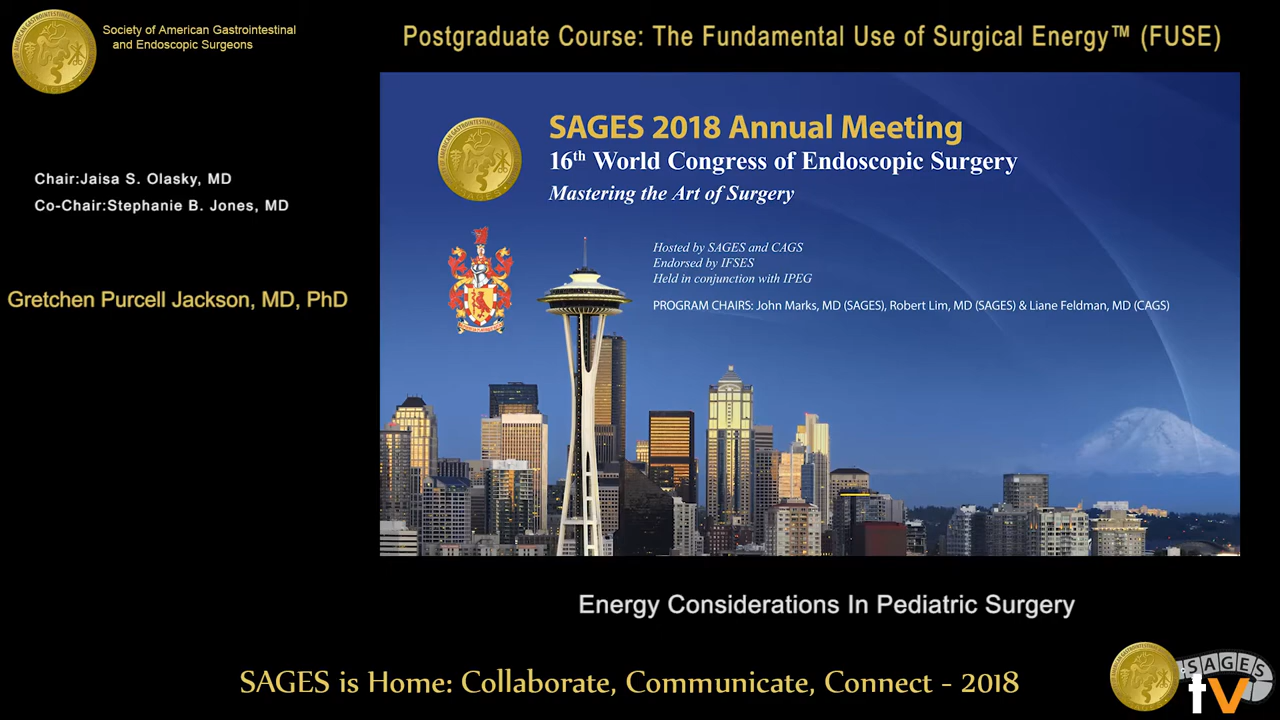 Society of American Gastrointestinal
and Endoscopic Surgeons
Postgraduate Course: The Fundamental Use of Surgical Energy™ (FUSE)
Chair:Jaisa S. Olasky, MD
Co-Chair:Stephanie B. Jones, MD
Gretchen Purcell Jackson, MD, PhD
SAGES 2018 Annual Meeting
16th World Congress of Endoscopic Surgery
Mastering the Art of Surgery
Hosted by SAGES and CAGS
Endorsed by IFSES
Held in conjunction with IPEG
PROGRAM CHAIRS: John Marks, MD (SAGES), Robert Lim, MD (SAGES) & Liane Feldman, MD (CAGS)
Energy Considerations In Pediatric Surgery
SAGES is Home: Collaborate, Communicate, Connect - 2018
SAGES
tv